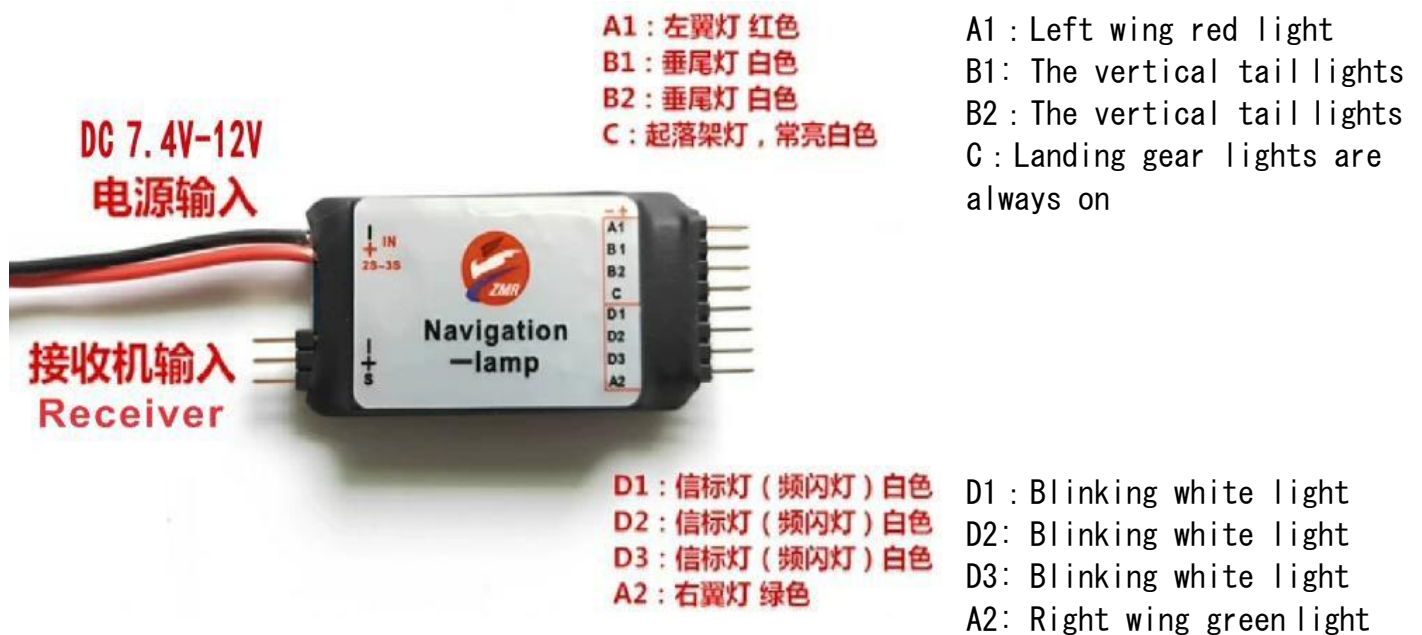 A1：左翼灯 红色
B1：垂尾灯 白色
B2：垂尾灯 白色
C：起落架灯，常亮白色
A1：Left wing red light
B1: The vertical tail lights
B2：The vertical tail lights
C：Landing gear lights are
always on
DC 7.4V-12V
电源输入
接收机输入
Receiver
- +
IN
2S-3S
- + S
ZMR
Navigation
-lamp
- +
A1
B1
B2
C
D1
D2
D3
A2
D1：信标灯（频闪灯）白色
D2：信标灯（频闪灯）白色
D3：信标灯（频闪灯）白色
A2：右翼灯 绿色
D1：Blinking white light
D2: Blinking white light
D3: Blinking white light
A2: Right wing green light